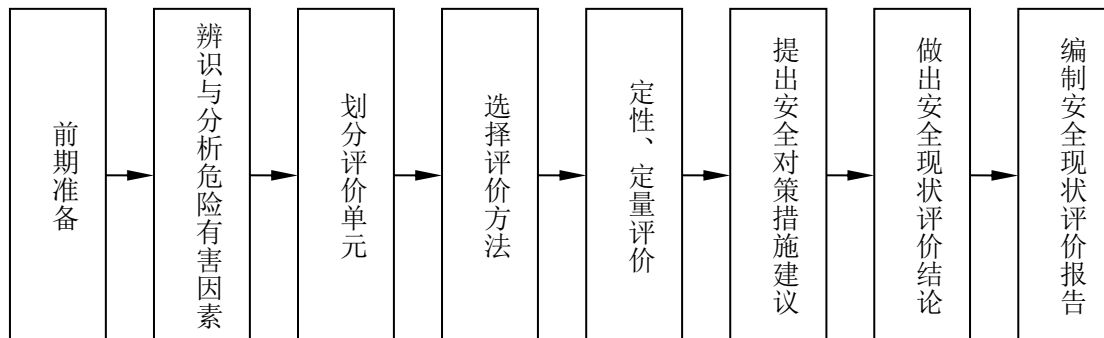 前期准备
辨识与分析危险有害因素
划分评价单元
选择评价方法
定性、定量评价
提出安全对策措施建议
做出安全现状评价结论
编制安全现状评价报告